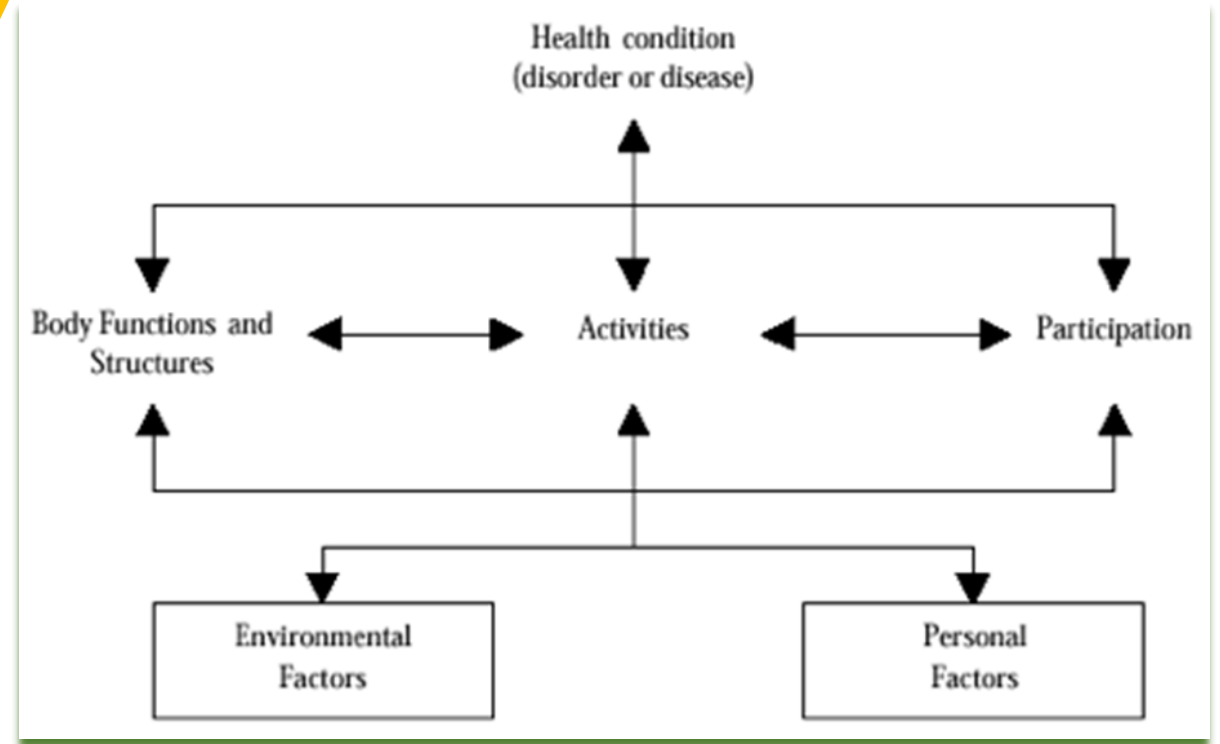 Health condition
(disorder or disease)
Body Functions and
Structures
Activities
Participation
Environmental
Factors
Personal
Factors